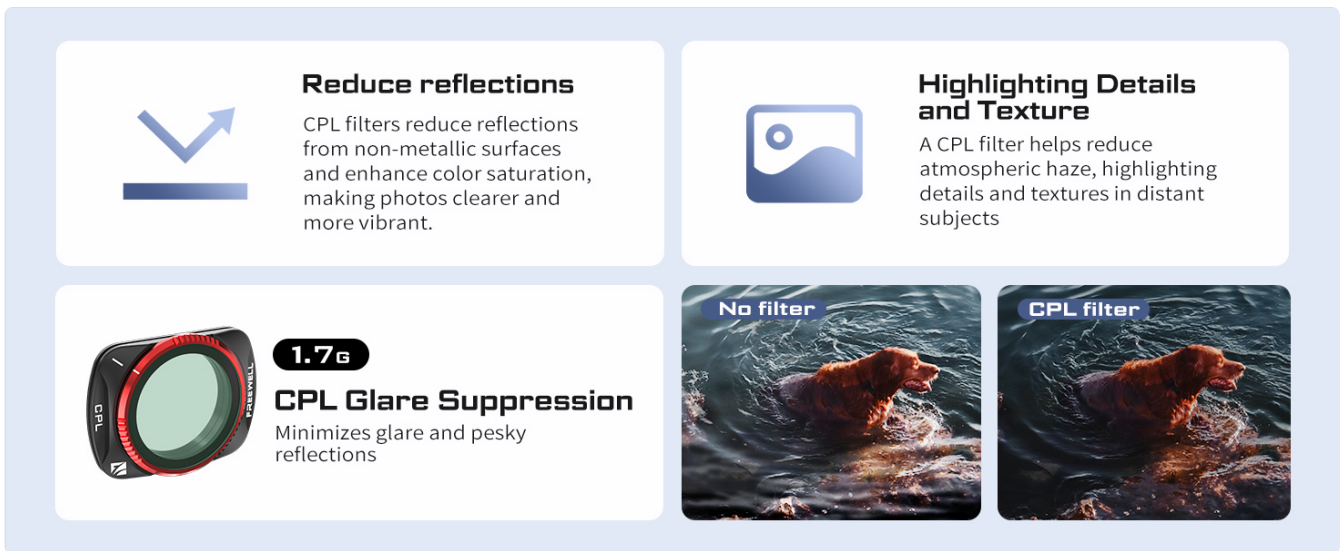 Reduce reflections
CPL filters reduce reflections
from non-metallic surfaces
and enhance color saturation,
making photos clearer and
more vibrant.
Highlighting Details
and Texture
A CPL filter helps reduce
atmospheric haze, highlighting
details and textures in distant
subjects
CPL
FREEWELL
1.7G
CPL Glare Suppression
Minimizes glare and pesky
reflections
No filter
CPL filter